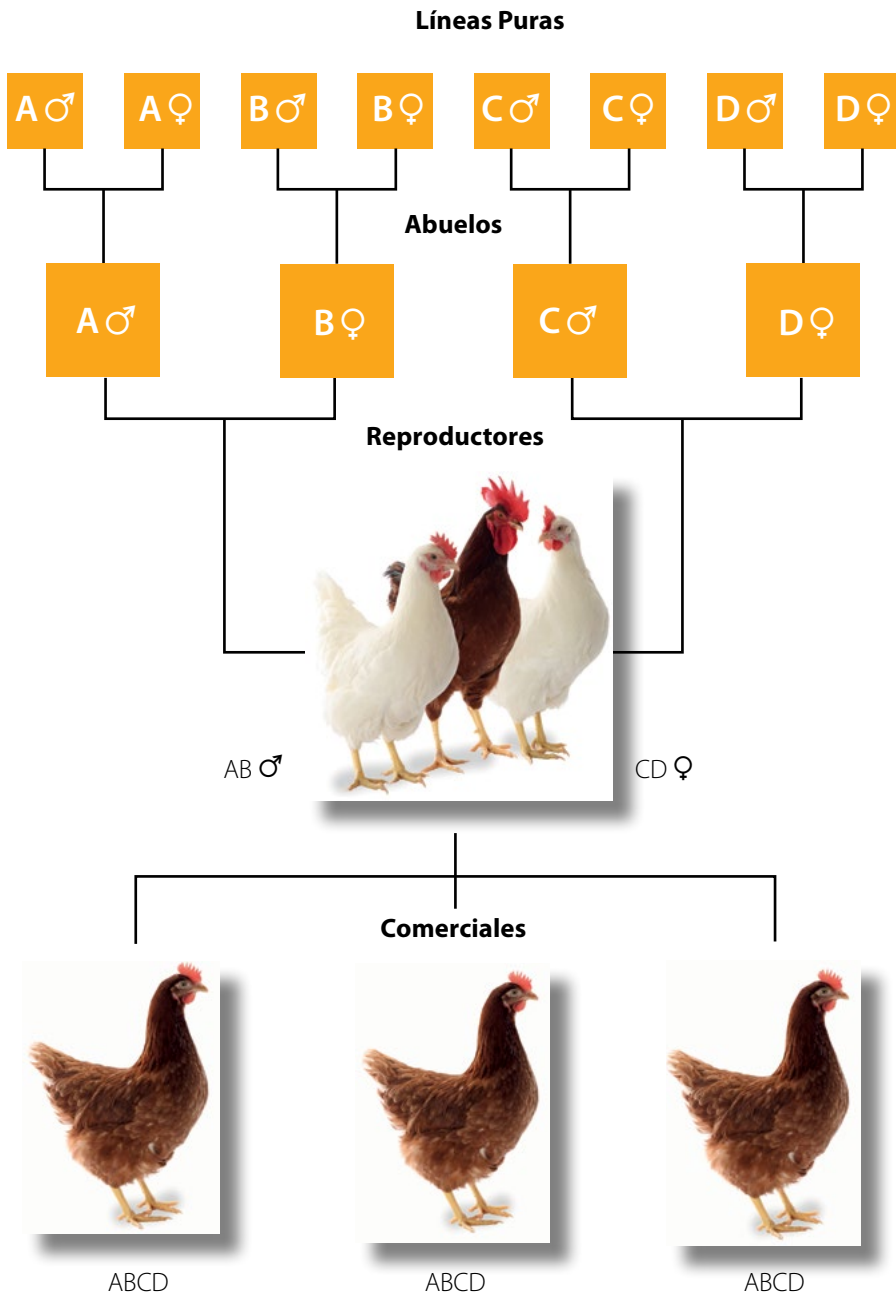 Líneas Puras
A♂ A♀ B♂ B♀ C♂ C♀ D♂ D♀
Abuelos
A♂ B♀ C♂ D♀
Reproductores
AB ♂ CD ♀
Comerciales
ABCD ABCD ABCD